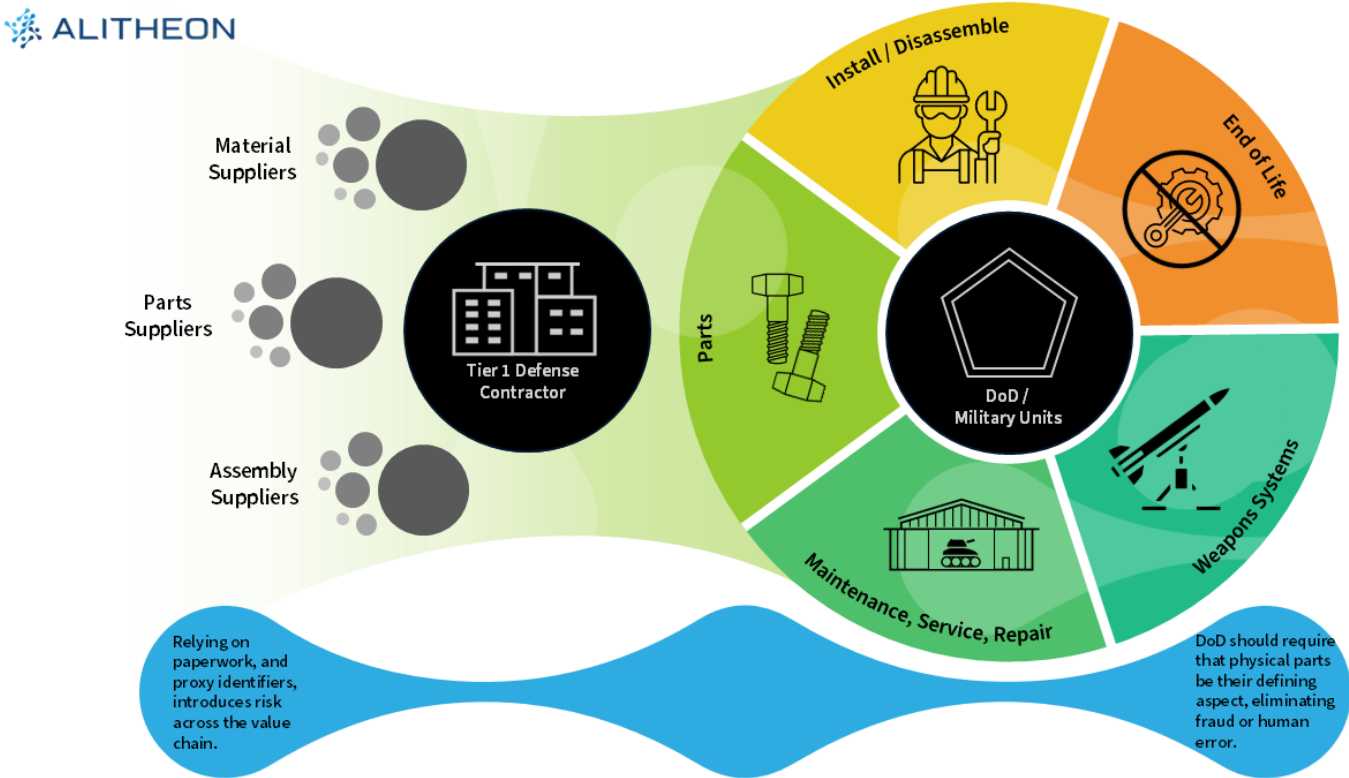 ALITHEON
Install / Disassemble
End of Life
Material
Suppliers
Parts
Suppliers
Assembly
Suppliers
Tier 1 Defense
Contractor
Parts
DoD /
Military Units
Weapons Systems
Maintenance, Service, Repair
Relying on
paperwork, and
proxy identifiers,
introduces risk
across the value
chain.
DoD should require
that physical parts
be their defining
aspect, eliminating
fraud or human
error.